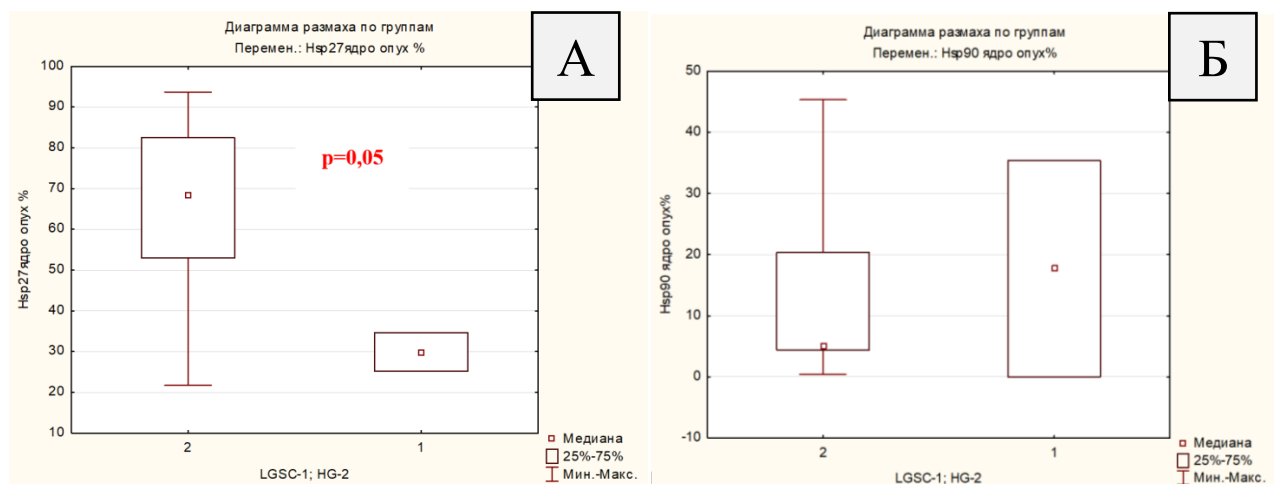 Диаграмма размаха по группам
Перемен.: Hsp27ядро опух %
А
100
90
80
70
60
50
40
30
20
10
Hsp27ядро опух %
p=0,05
2
1
LGSC-1; HG-2
Медиана
25%-75%
Мин.-Макс.
Диаграмма размаха по группам
Перемен.: Hsp90 ядро опух%
Б
50
40
30
20
10
0
-10
Hsp90 ядро опух%
2
1
LGSC-1; HG-2
Медиана
25%-75%
Мин.-Макс.